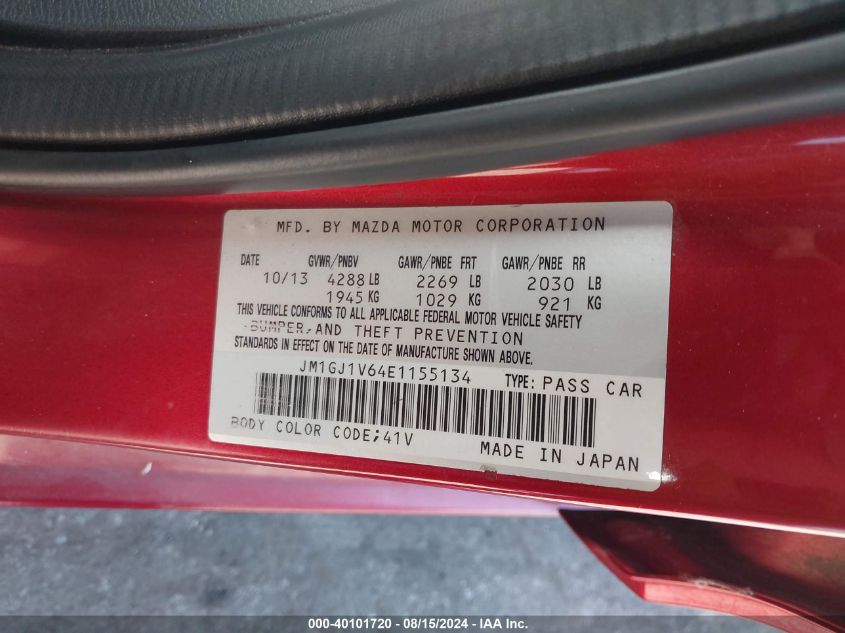 MFD. BY MAZDA MOTOR CORPORATION
DATE GVWR/PNBV GAWR/PNBE FRT GAWR/PNBE RR
10/13 4288 LB 2269 LB 2030 LB
1945 KG 1029 KG 921 KG
THIS VEHICLE CONFORMS TO ALL APPLICABLE FEDERAL MOTOR VEHICLE SAFETY
BUMPER, AND THEFT PREVENTION
STANDARDS IN EFFECT ON THE DATE OF MANUFACTURE SHOWN ABOVE.
JM1GJ1V64E1155134 TYPE: PASS CAR
BODY COLOR CODE;41V MADE IN JAPAN
000-40101720 - 08/15/2024 - IAA Inc.